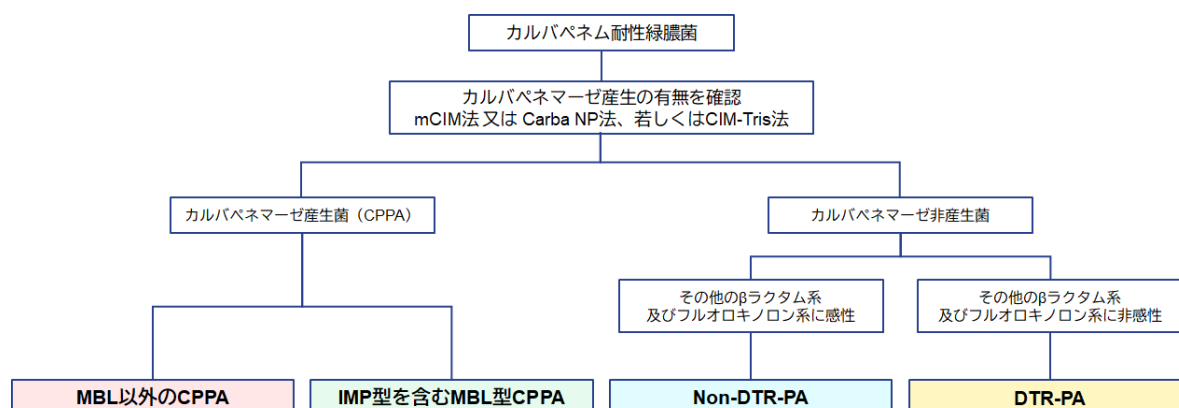 カルバペネム耐性緑膿菌
カルバペネマーゼ産生の有無を確認
mCIM法 又は Carba NP法、若しくはCIM-Tris法
カルバペネマーゼ産生菌（CPPA）
カルバペネマーゼ非産生菌
その他のβラクタム系
及びフルオロキノロン系に感性
その他のβラクタム系
及びフルオロキノロン系に非感性
MBL以外のCPPA
IMP型を含むMBL型CPPA
Non-DTR-PA
DTR-PA